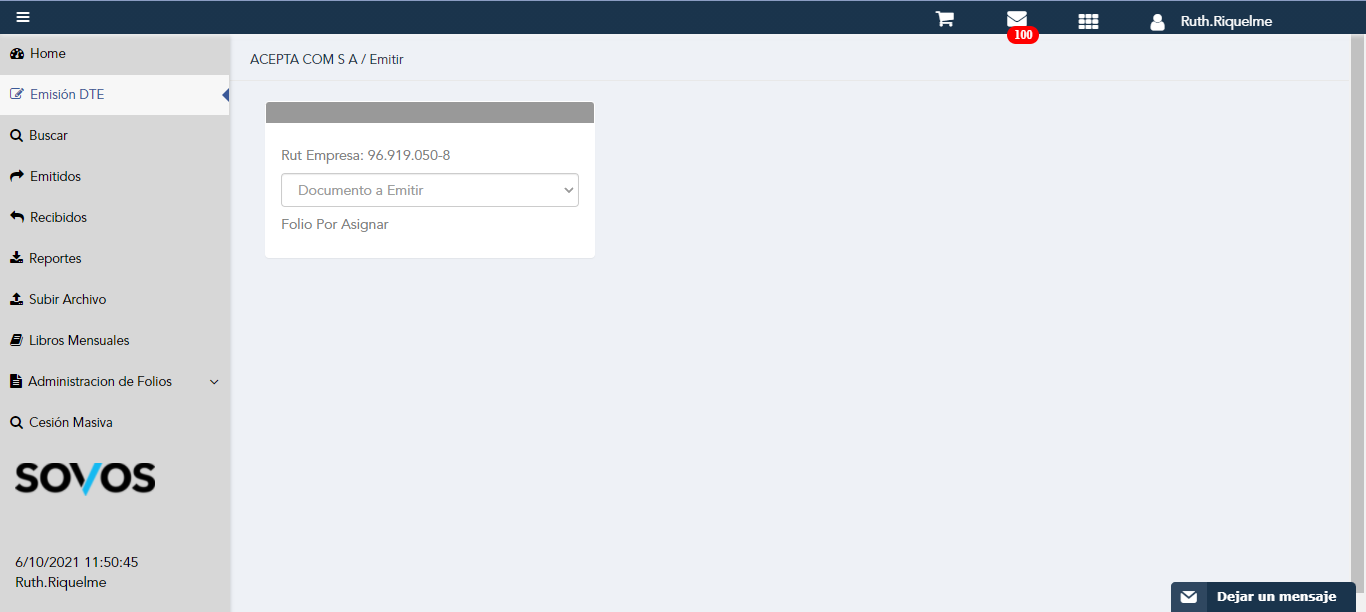 Ruth.Riquelme
100
Home
ACEPTA COM S A / Emitir
Emisión DTE
Buscar
Emitidos
Recibidos
Reportes
Subir Archivo
Libros Mensuales
Administracion de Folios
Cesión Masiva
Rut Empresa: 96.919.050-8
Documento a Emitir
Folio Por Asignar
SOVOS
6/10/2021 11:50:45
Ruth.Riquelme
Dejar un mensaje